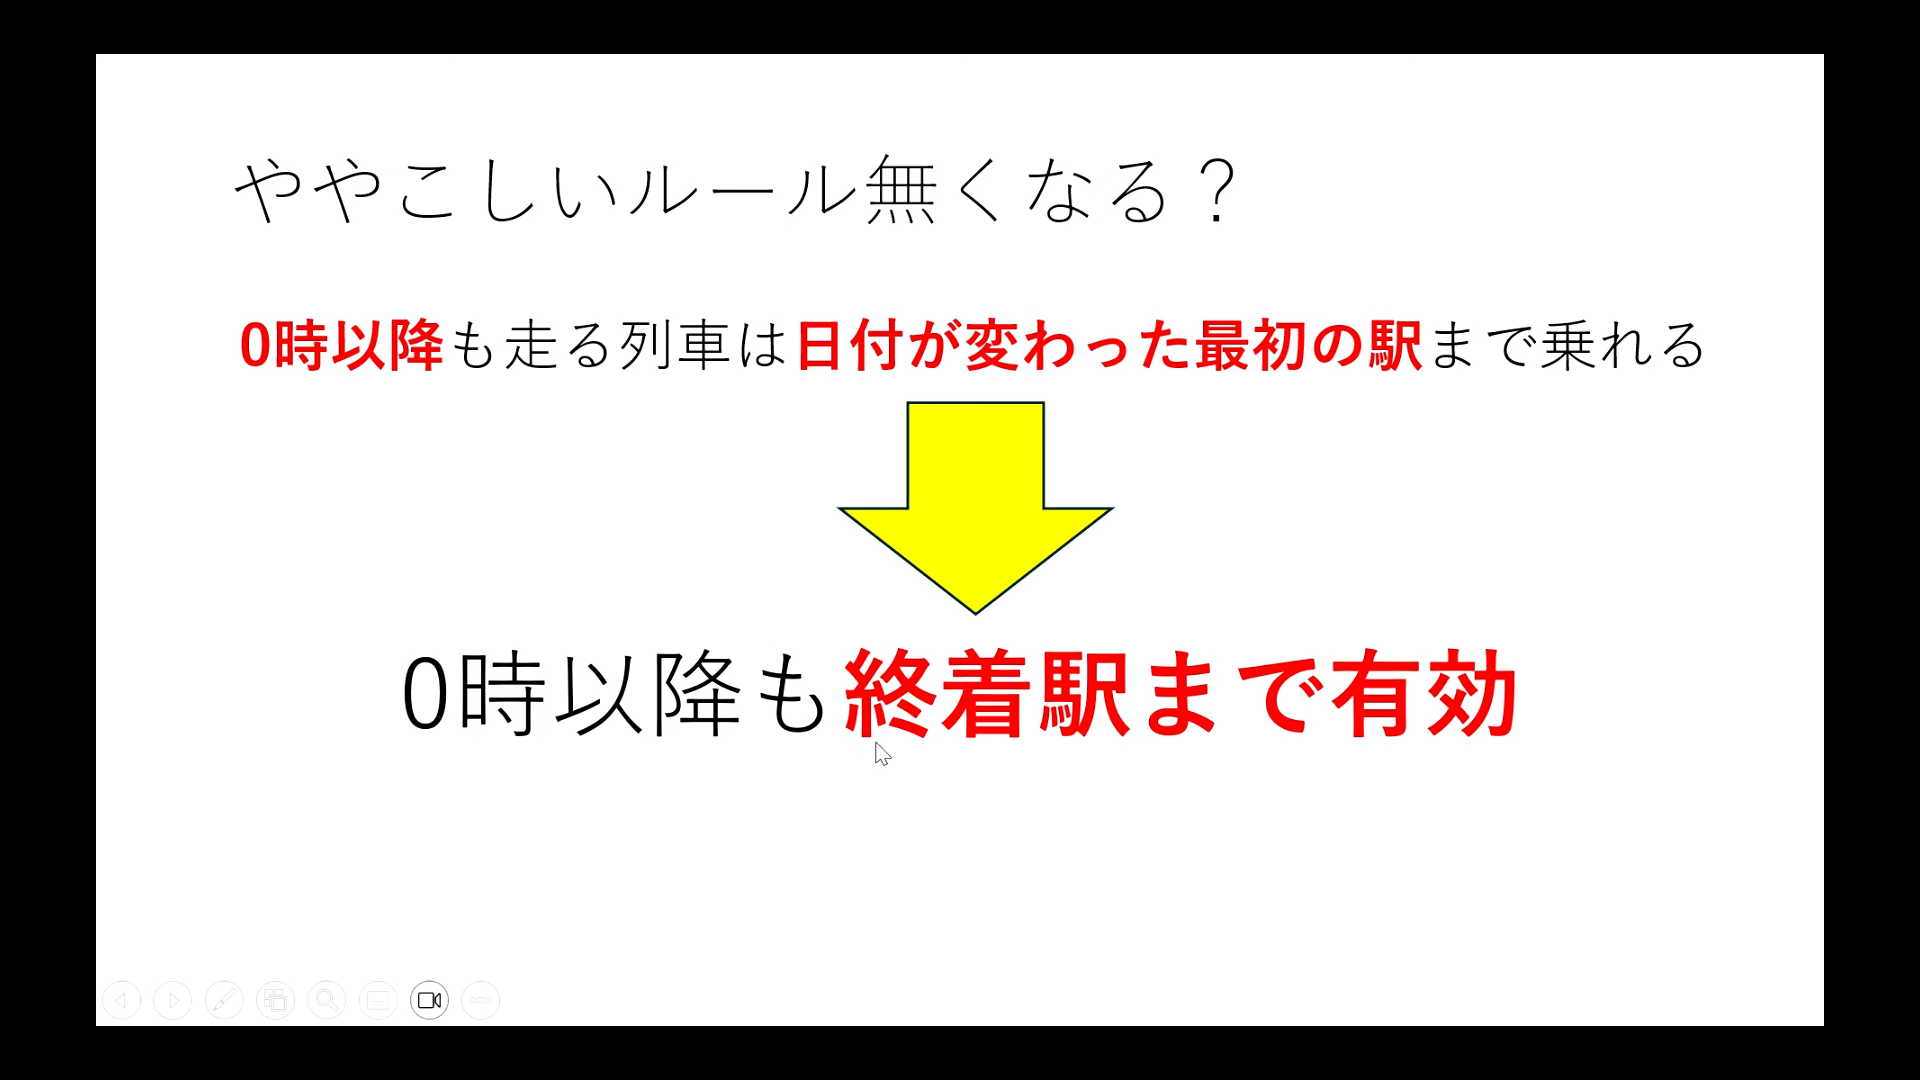 ややこしいルール無くなる？
0時以降も走る列車は日付が変わった最初の駅まで乗れる
0時以降も終着駅まで有効